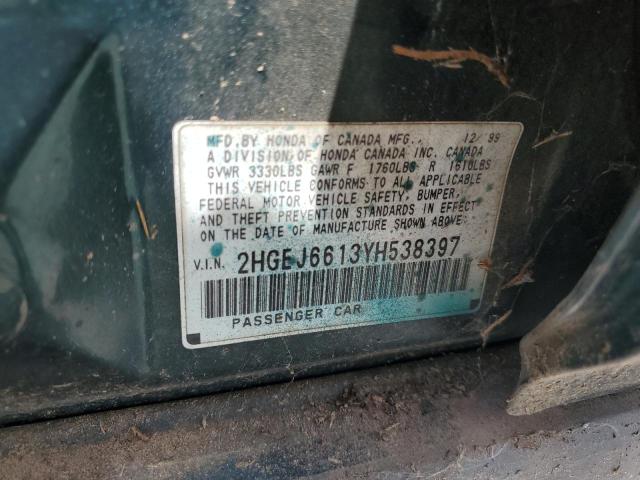 MFD.BY HONDA OF CANADA MFG., 12/99
A DIVISION OF HONDA CANADA INC. CANADA
GVWR 3330LBS GAWR F 1760LBS R 1610LBS
THIS VEHICLE CONFORMS TO ALL APPLICABLE
FEDERAL MOTOR VEHICLE SAFETY, BUMPER,
AND THEFT PREVENTION STANDARDS IN EFFECT
ON THE DATE OF MANUFACTURE SHOWN ABOVE.
V.I.N. 2HGEJ6613YH538397
PASSENGER CAR